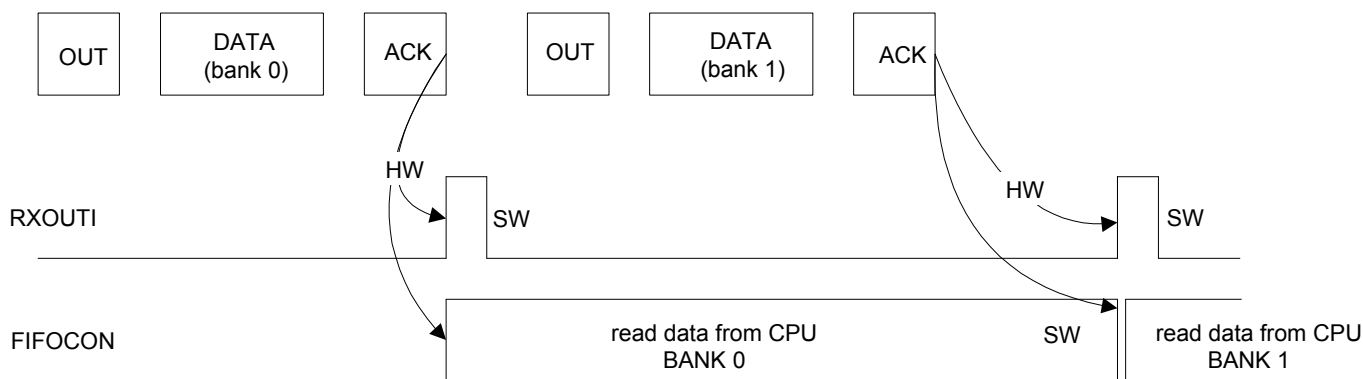 OUT
DATA
(bank 0)
ACK
OUT
DATA
(bank 1)
ACK
HW
HW
RXOUTI
SW
SW
FIFOCON
read data from CPU
BANK 0
SW
read data from CPU
BANK 1